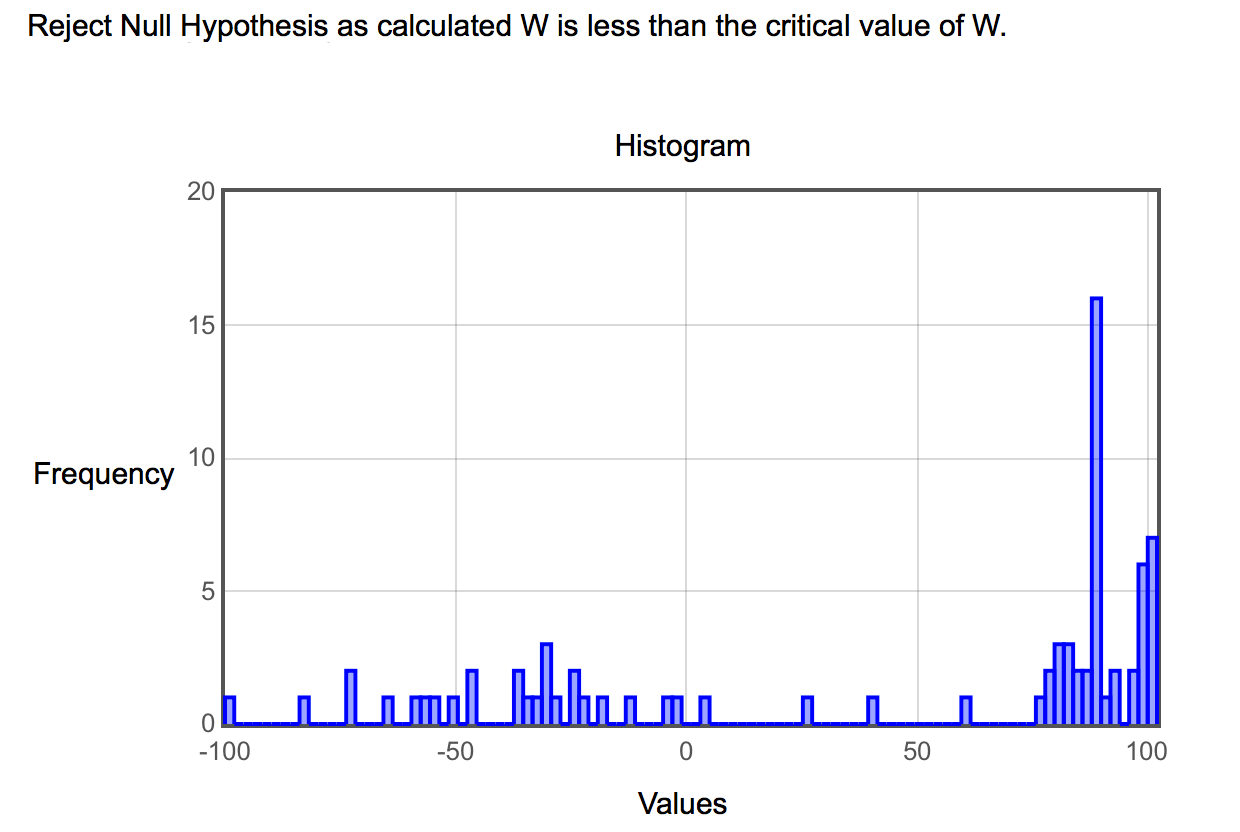 Reject Null Hypothesis as calculated W is less than the critical value of W.
Histogram
20
15
10
5
0
Frequency
-100 -50 0 50 100
Values